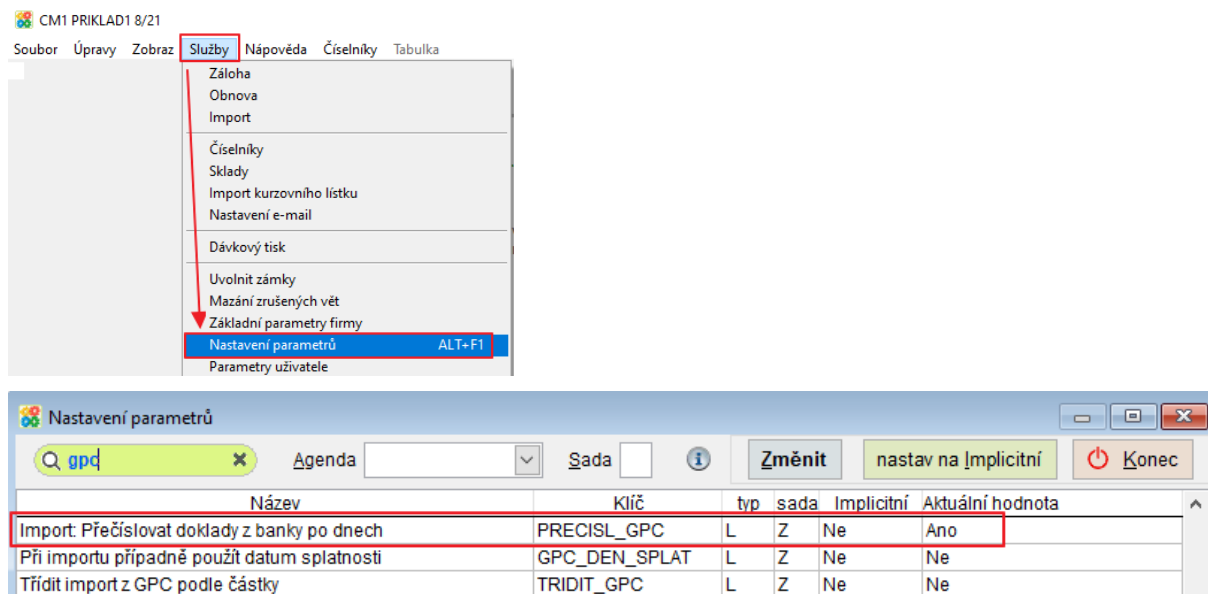 CM1 PRIKLAD1 8/21
Soubor Úpravy Zobraz Služby Nápověda Číselníky Tabulka
Záloha
Obnova
Import
Číselníky
Sklady
Import kurzovního lístku
Nastavení e-mail
Dávkový tisk
Uvolnit zámky
Mazání zrušených vět
Základní parametry firmy
Nastavení parametrů ALT+F1
Parametry uživatele
Nastavení parametrů
gpc Agenda Sada Změnit nastav na Implicitní Konec
Název Klíč typ sada Implicitní Aktuální hodnota
Import: Přečíslovat doklady z banky po dnech PRECISL_GPC L Z Ne Ano
Při importu případně použít datum splatnosti GPC_DEN_SPLAT L Z Ne Ne
Třídit import z GPC podle částky TRIDIT_GPC L Z Ne Ne